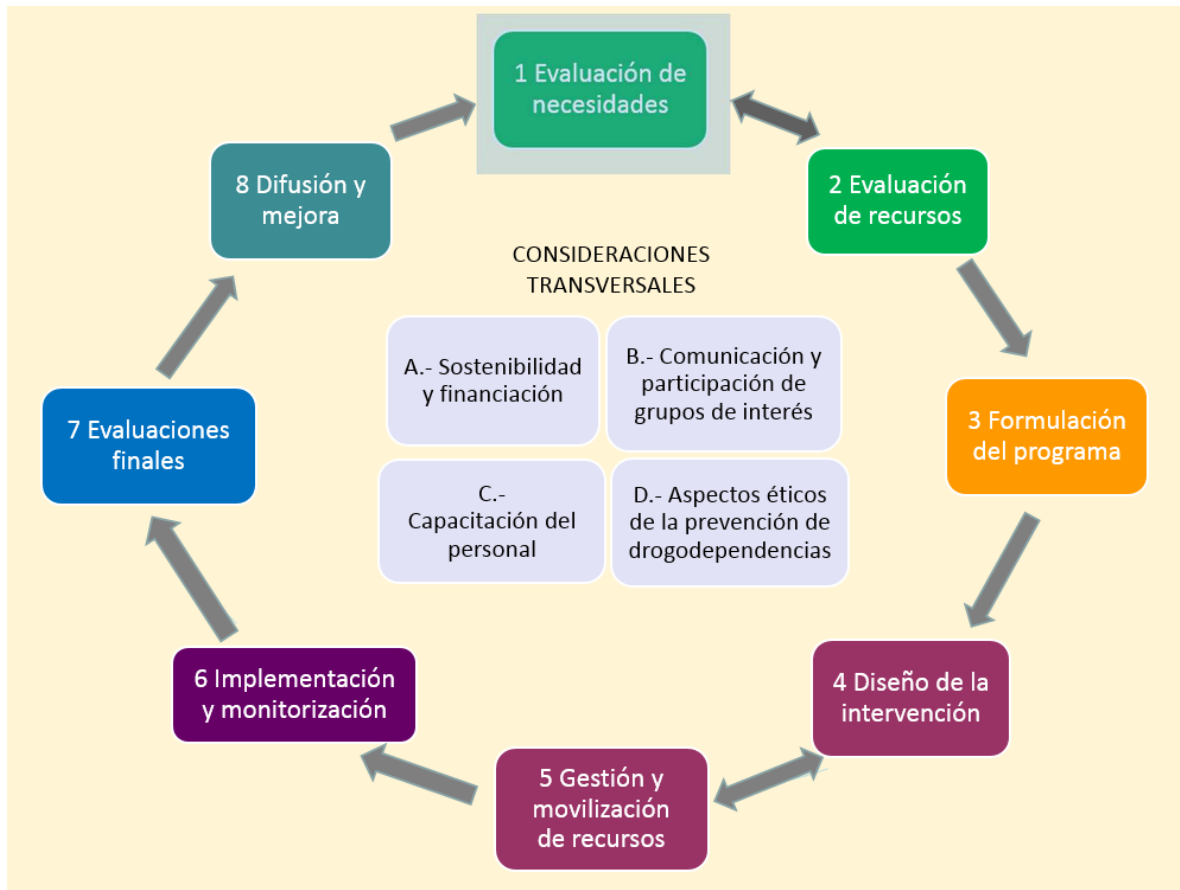 1 Evaluación de
necesidades
2 Evaluación
de recursos
3 Formulación
del programa
4 Diseño de la
intervención
5 Gestión y
movilización
de recursos
6 Implementación
y monitorización
7 Evaluaciones
finales
8 Difusión y
mejora
CONSIDERACIONES
TRANSVERSALES
A.- Sostenibilidad
y financiación
B.- Comunicación y
participación de
grupos de interés
C.-
Capacitación del
personal
D.- Aspectos éticos
de la prevención de
drogodependencias